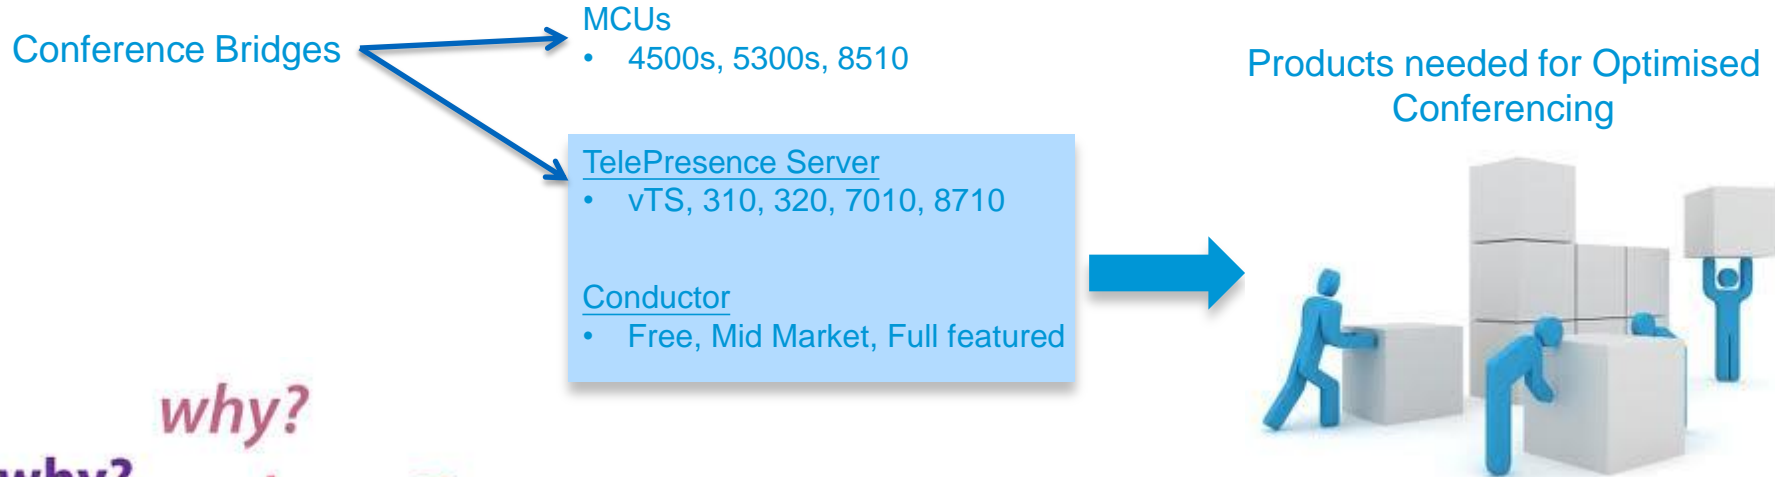 Conference Bridges
MCUs
• 4500s, 5300s, 8510
TelePresence Server
• vTS, 310, 320, 7010, 8710
Conductor
• Free, Mid Market, Full featured
Products needed for Optimised
Conferencing
why?
why?